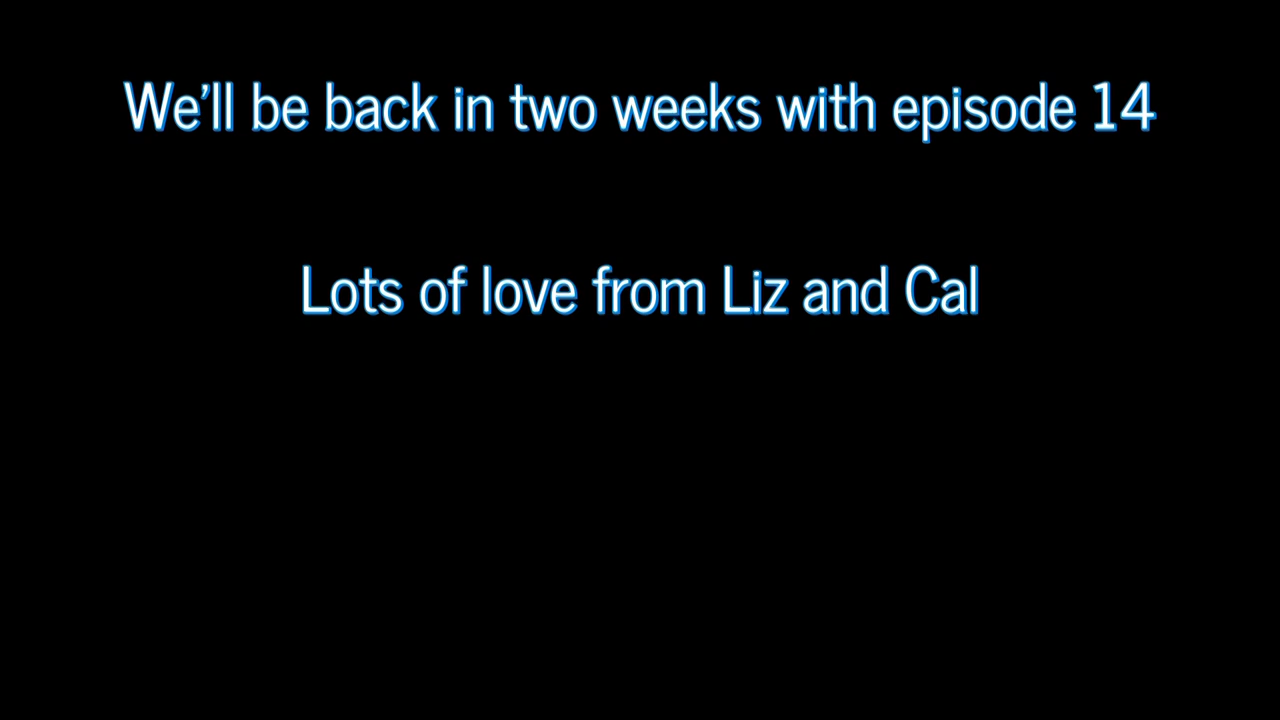 We'll be back in two weeks with episode 14
Lots of love from Liz and Cal